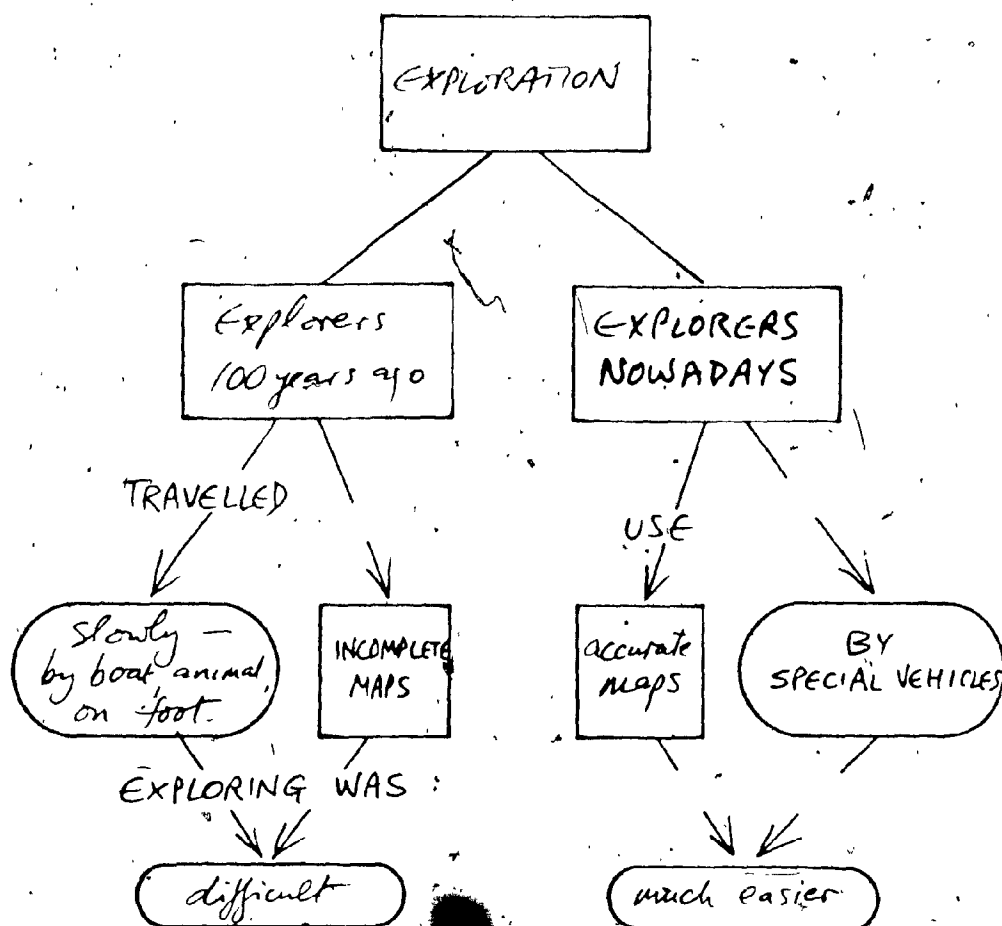 EXPLORATION
Explorers
100 years ago
EXPLORERS
NOWADAYS
TRAVELLED
USE
slowly —
by boat animal,
on foot.
INCOMPLETE
MAPS
accurate
maps
BY
SPECIAL VEHICLES
EXPLORING WAS :
difficult
much easier